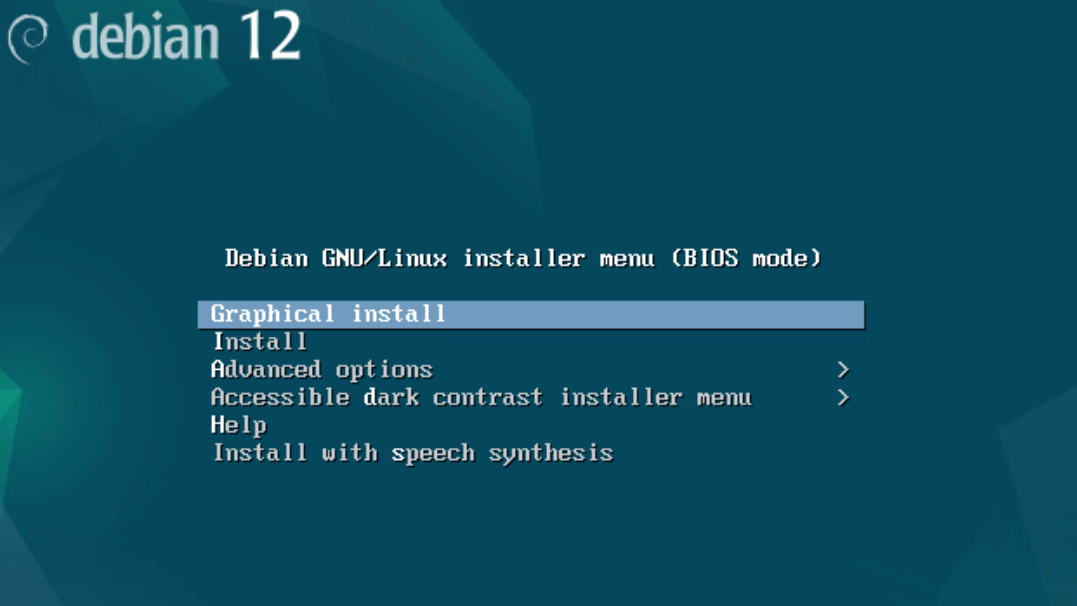 debian 12
Debian GNU/Linux installer menu (BIOS mode)
Graphical install
Install
Advanced options >
Accessible dark contrast installer menu >
Help
Install with speech synthesis